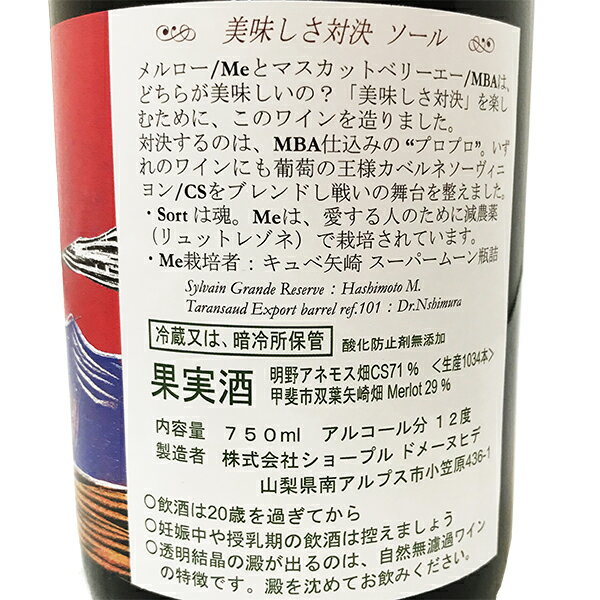 美味しさ対決 ソール
メルロー/Meとマスカットベリーエー/MBAは、
どちらが美味しいの？「美味しさ対決」を楽し
むために、このワインを造りました。
対決するのは、MBA仕込みの “プロプロ”。いず
れのワインにも葡萄の王様カベルネソーヴィニ
ヨン/CSをブレンドし戦いの舞台を整えました。
・Sort は魂。Meは、愛する人のために減農薬
（リュットレゾネ）で栽培されています。
・Me栽培者：キュベ矢崎 スーパームーン瓶詰
Sylvain Grande Reserve : Hashimoto M.
Taransaud Export barrel ref.101 : Dr.Nshimura
冷蔵又は、暗冷所保管 酸化防止剤無添加
果実酒 明野アネモス畑CS71％ ＜生産1034本＞
甲斐市双葉矢崎畑 Merlot 29％
内容量 750ml アルコール分 12度
製造者 株式会社ショープル ドメーヌヒデ
山梨県南アルプス市小笠原436-1
○飲酒は20歳を過ぎてから
○妊娠中や授乳期の飲酒は控えましょう
○透明結晶の澱が出るのは、自然無濾過ワイン
の特徴です。澱を沈めてお飲みください。